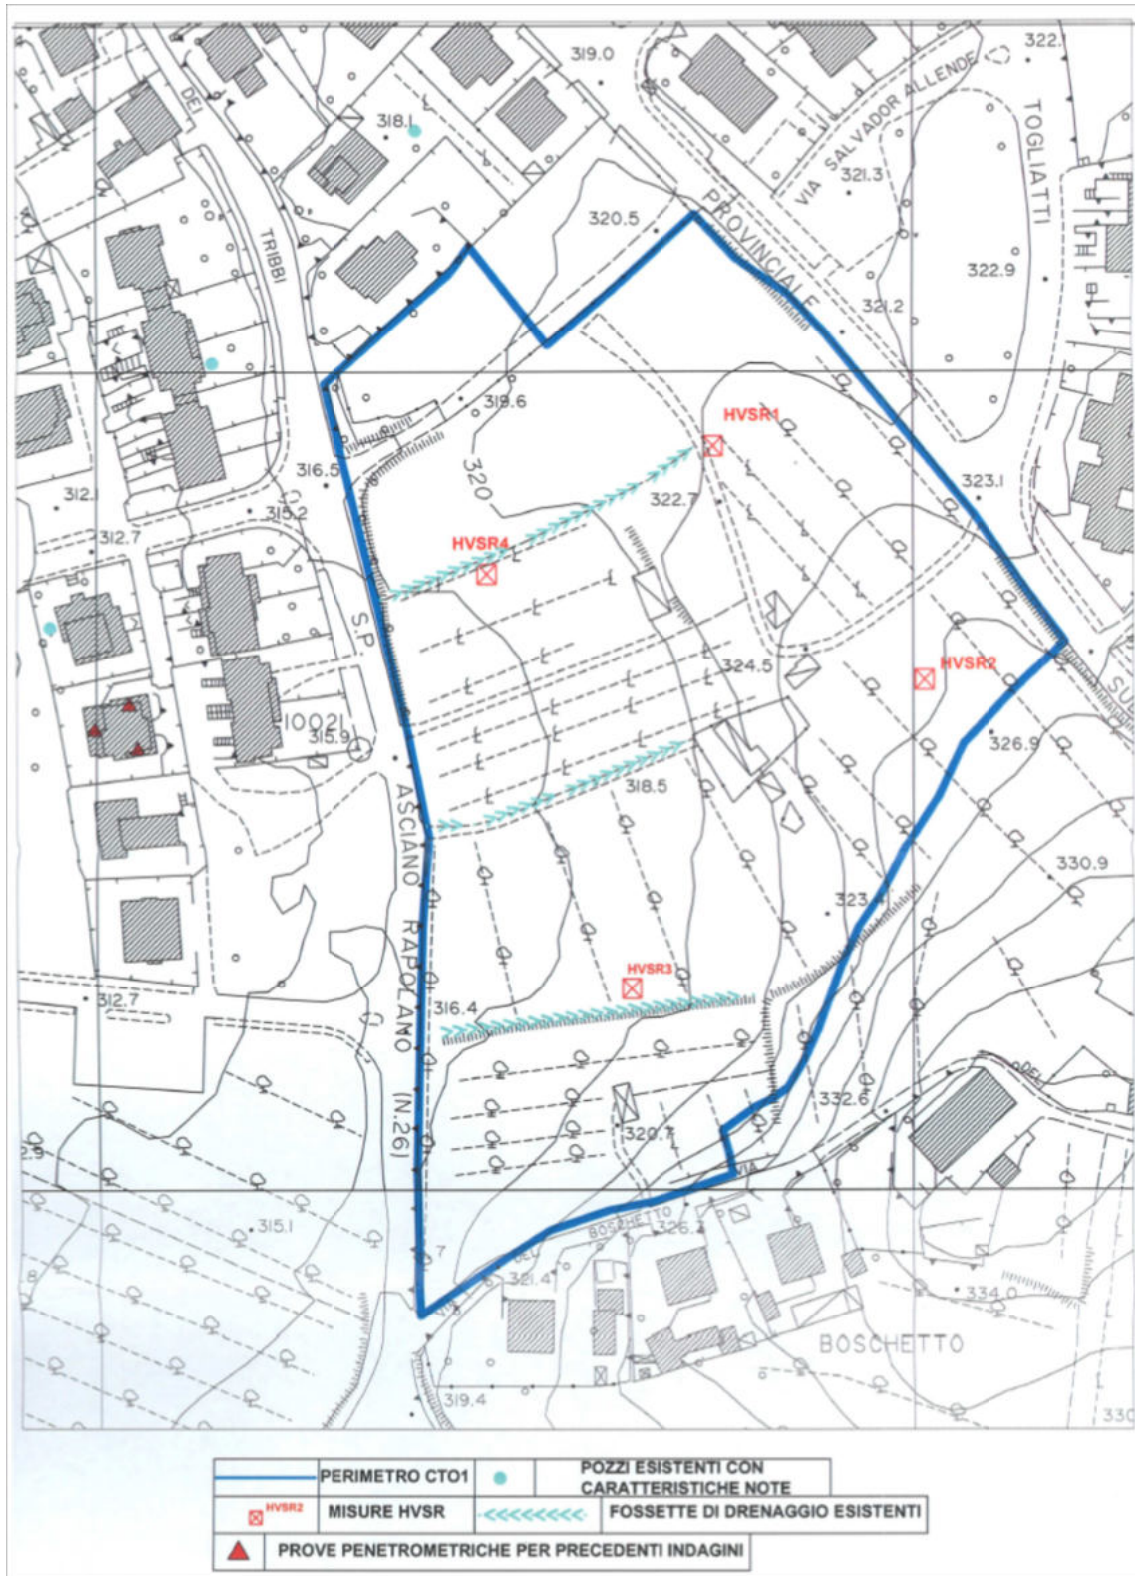 319.0
322.
DEI
318.1
VIA SALVADOR ALLENDE
TOGLIATTI
321.3
320.5
PROVINCIALE
TRIBBI
322.9
321.2
319.6
HVSR1
316.5
320
323.1
312.1
315.2
322.7
312.7
HVSR4
S.P.
324.5
HVSR2
10021
315.9
326.9
318.5
ASCIANO
330.9
323.4
HVSR3
312.7
316.4
RAPOLANO
(N.26)
DEL
332.6
320.7
VIA
315.1
BOSCHETTO
326.2
DEL
7
321.4
8
334.0
BOSCHETTO
319.4
330
PERIMETRO CTO1
POZZI ESISTENTI CON
CARATTERISTICHE NOTE
HVSR2
MISURE HVSR
FOSSETTE DI DRENAGGIO ESISTENTI
PROVE PENETROMETRICHE PER PRECEDENTI INDAGINI